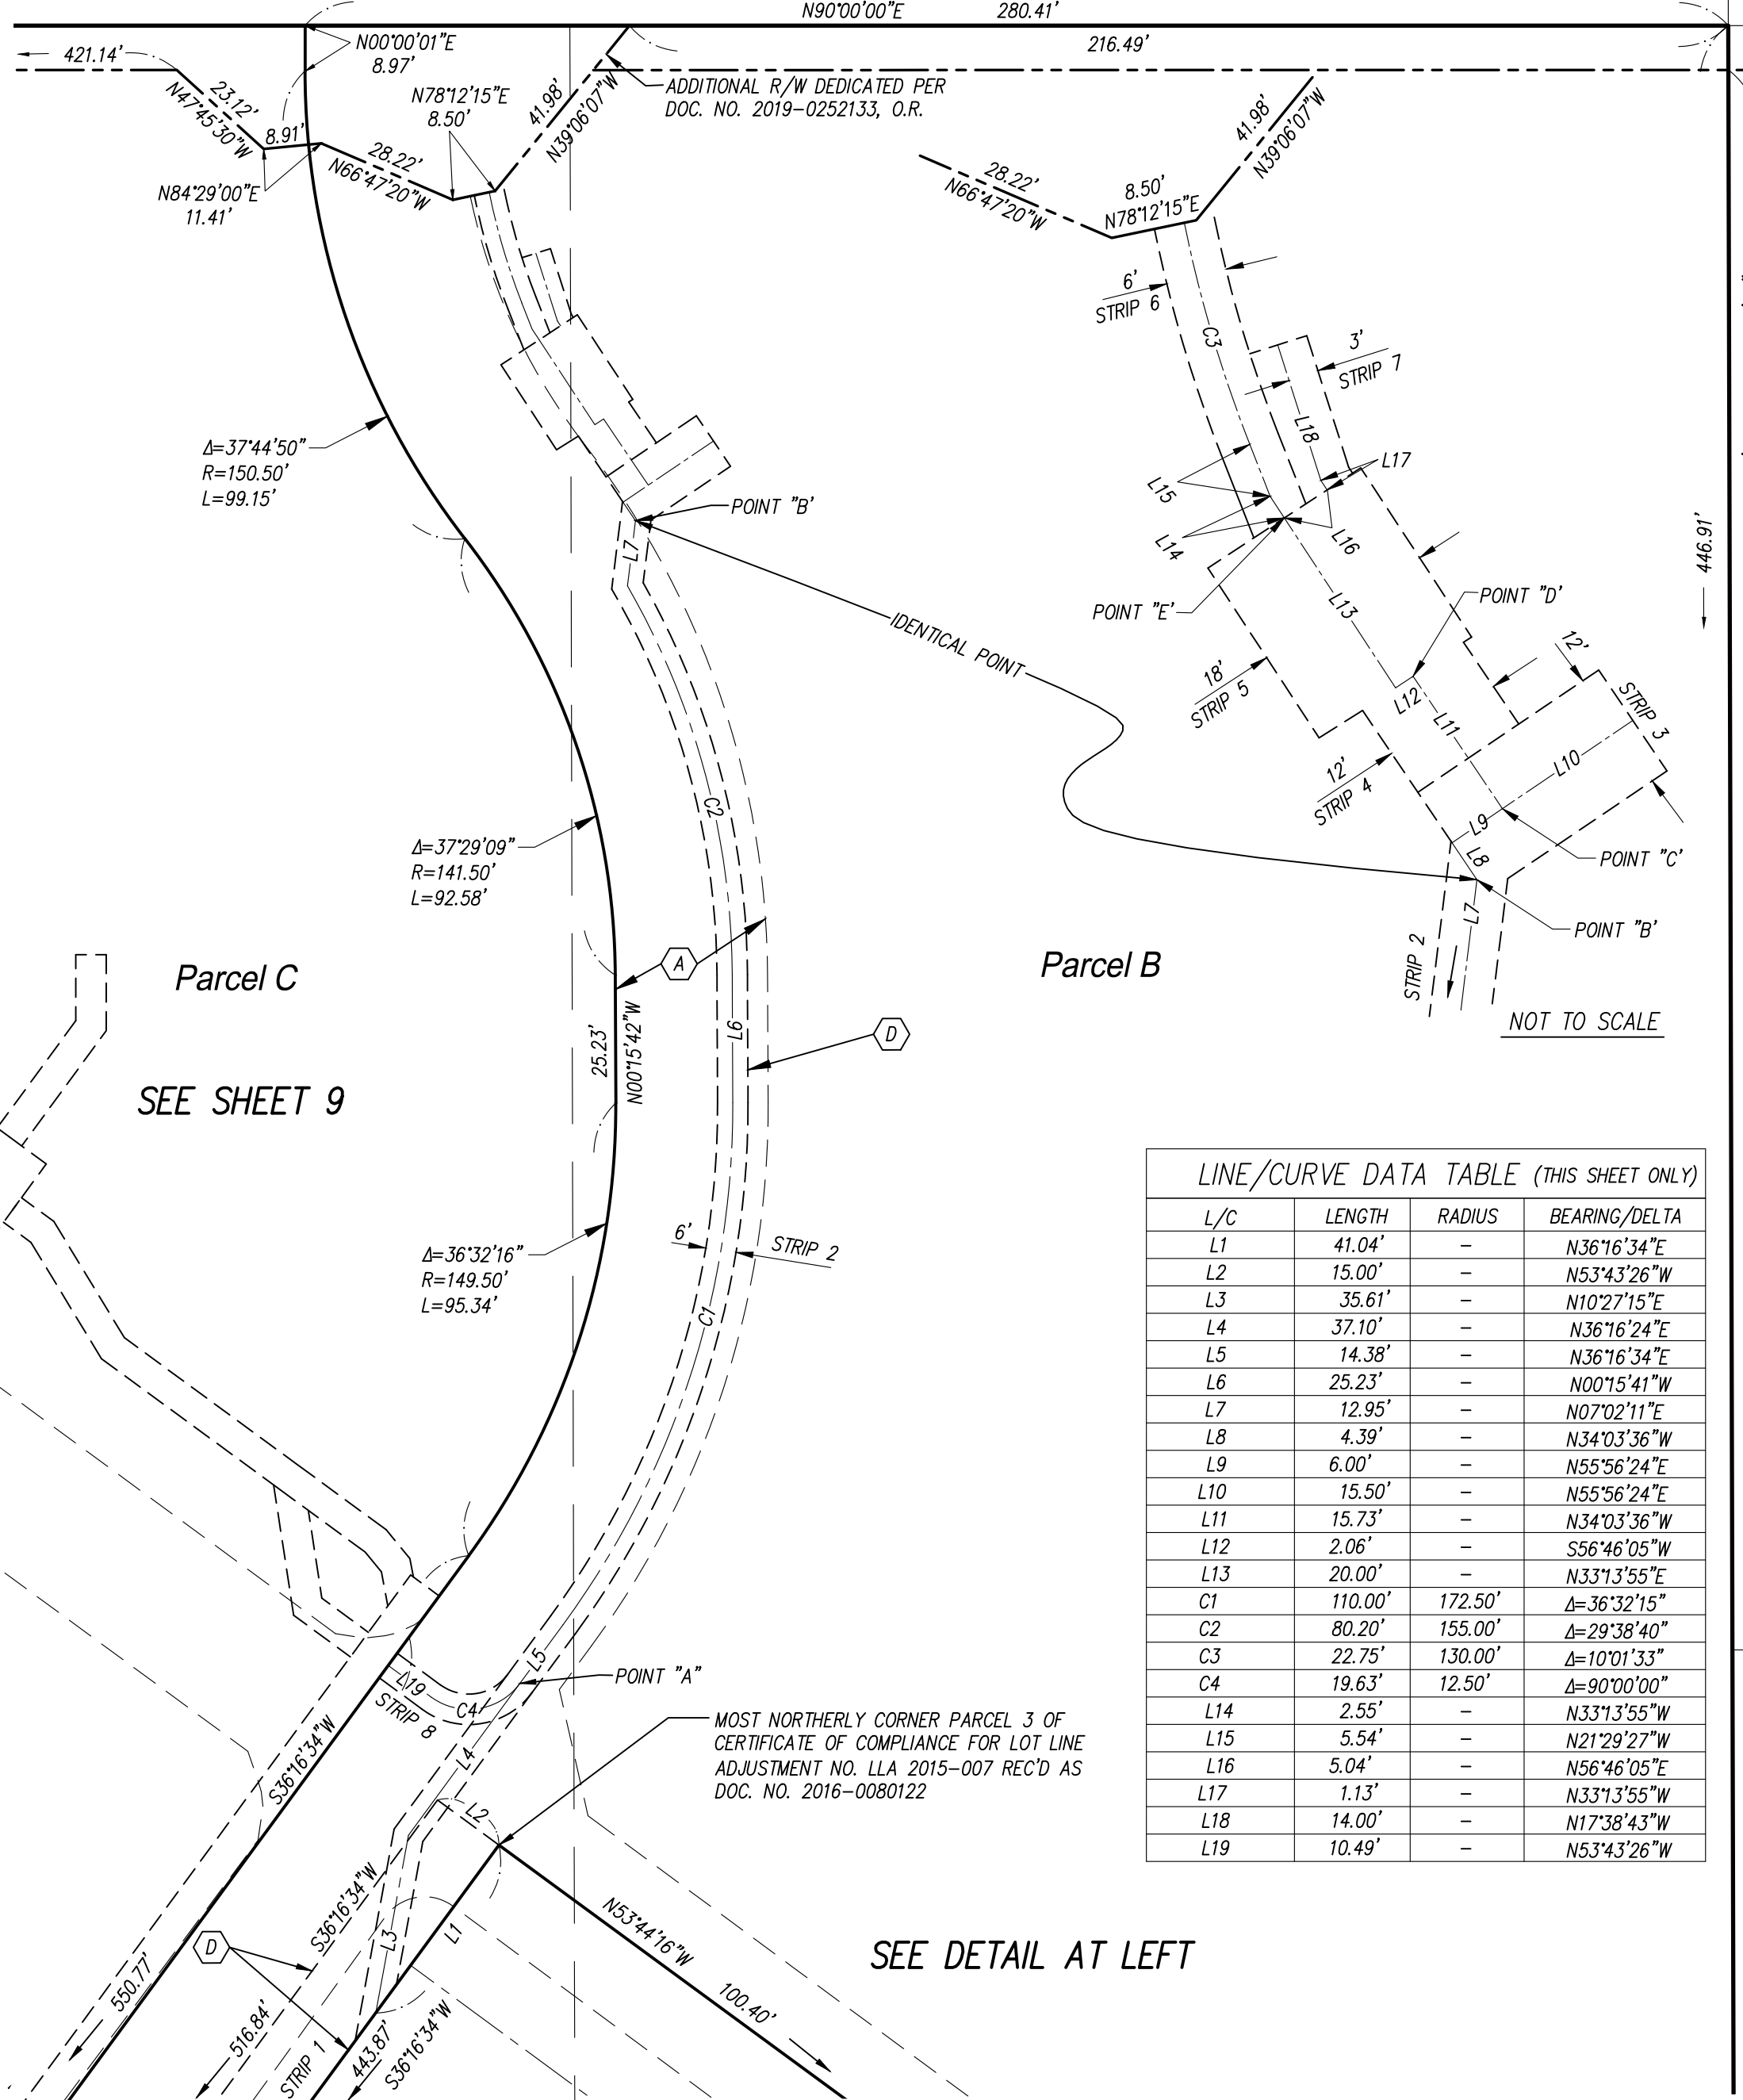 N90°00'00"E 280.41'
421.14'
N00°00'01"E
8.97'
216.49'
23.12'
N47°45'30"W
8.91'
N84°29'00"E
11.41'
28.22'
N66°47'20"W
N78°12'15"E
8.50'
41.98'
N39°06'07"W
ADDITIONAL R/W DEDICATED PER
DOC. NO. 2019-0252133, O.R.
28.22'
N66°47'20"W
8.50'
N78°12'15"E
41.98'
N39°06'07"W
6'
STRIP 6
C3
3'
STRIP 7
L18
L17
L15
L14
L16
POINT "E'
L13
POINT "D'
18'
STRIP 5
L12
L11
12'
STRIP 3
L10
12'
STRIP 4
L9
L8
POINT "C'
L7
POINT "B'
STRIP 2
NOT TO SCALE
446.91'
Δ=37°44'50"
R=150.50'
L=99.15'
POINT "B'
L7
IDENTICAL POINT
C2
Δ=37°29'09"
R=141.50'
L=92.58'
Parcel C
A
Parcel B
25.23'
N00°15'42"W
L6
D
SEE SHEET 9
Δ=36°32'16"
R=149.50'
L=95.34'
6'
STRIP 2
C1
LINE/CURVE DATA TABLE (THIS SHEET ONLY)
L/C LENGTH RADIUS BEARING/DELTA
L1 41.04' – N36°16'34"E
L2 15.00' – N53°43'26"W
L3 35.61' – N10°27'15"E
L4 37.10' – N36°16'24"E
L5 14.38' – N36°16'34"E
L6 25.23' – N00°15'41"W
L7 12.95' – N07°02'11"E
L8 4.39' – N34°03'36"W
L9 6.00' – N55°56'24"E
L10 15.50' – N55°56'24"E
L11 15.73' – N34°03'36"W
L12 2.06' – S56°46'05"W
L13 20.00' – N33°13'55"E
C1 110.00' 172.50' Δ=36°32'15"
C2 80.20' 155.00' Δ=29°38'40"
C3 22.75' 130.00' Δ=10°01'33"
C4 19.63' 12.50' Δ=90°00'00"
L14 2.55' – N33°13'55"W
L15 5.54' – N21°29'27"W
L16 5.04' – N56°46'05"E
L17 1.13' – N33°13'55"W
L18 14.00' – N17°38'43"W
L19 10.49' – N53°43'26"W
L5
POINT "A"
L19
C4
STRIP 8
L4
MOST NORTHERLY CORNER PARCEL 3 OF
CERTIFICATE OF COMPLIANCE FOR LOT LINE
ADJUSTMENT NO. LLA 2015-007 REC'D AS
DOC. NO. 2016-0080122
S36°16'34"W
L2
S36°16'34"W
L3
L1
N53°44'16"W
100.40'
D
SEE DETAIL AT LEFT
550.77'
516.84'
STRIP 1
443.87'
S36°16'34"W